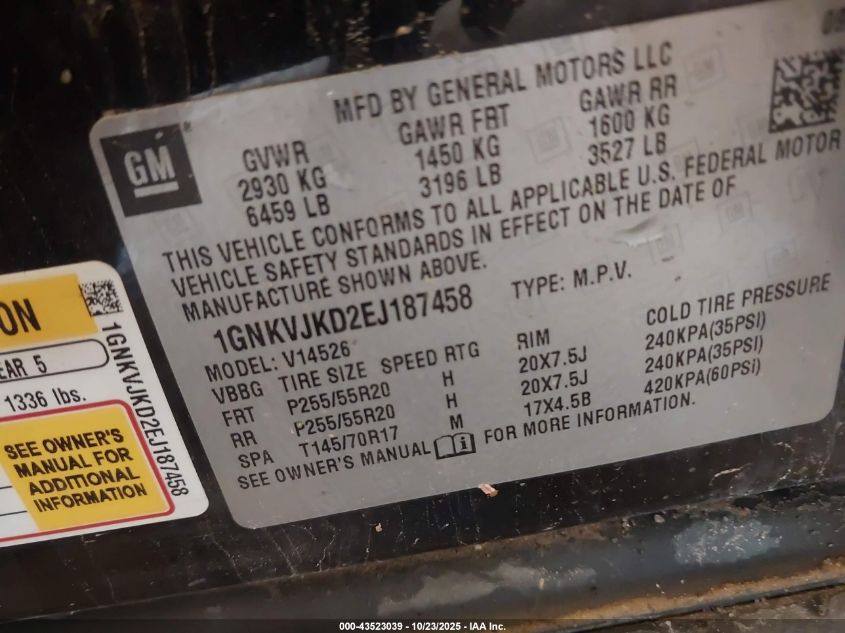 MFD BY GENERAL MOTORS LLC
GM
GVWR GAWR FRT GAWR RR
2930 KG 1450 KG 1600 KG
6459 LB 3196 LB 3527 LB
THIS VEHICLE CONFORMS TO ALL APPLICABLE U.S. FEDERAL MOTOR
VEHICLE SAFETY STANDARDS IN EFFECT ON THE DATE OF
MANUFACTURE SHOWN ABOVE.
1GNKVJKD2EJ187458 TYPE: M.P.V.
MODEL: V14526
VBBG TIRE SIZE SPEED RTG RIM COLD TIRE PRESSURE
FRT P255/55R20 H 20X7.5J 240KPA(35PSI)
RR P255/55R20 H 20X7.5J 240KPA(35PSI)
SPA T145/70R17 M 17X4.5B 420KPA(60PSi)
SEE OWNER'S MANUAL FOR MORE INFORMATION.
ON
EAR 5
1336 lbs.
SEE OWNER'S
MANUAL FOR
ADDITIONAL
INFORMATION
1GNKVJKD2EJ187458
000-43523039 - 10/23/2025 - IAA Inc.